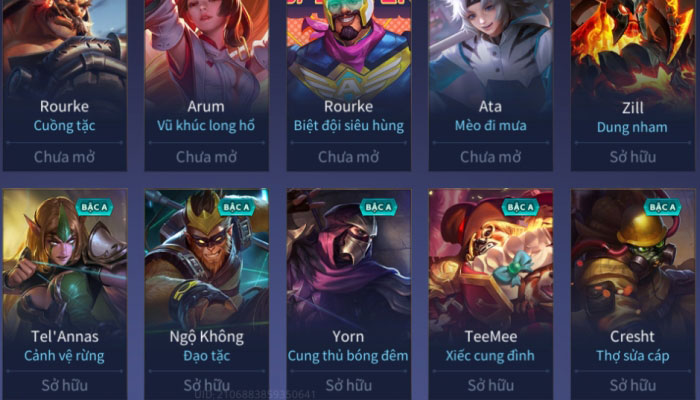 Rourke
Cuồng tặc
Chưa mở
Arum
Vũ khúc long hổ
Chưa mở
Rourke
Biệt đội siêu hùng
Chưa mở
Ata
Mèo đi mưa
Chưa mở
Zill
Dung nham
Sở hữu
BẬC A
Tel'Annas
Cảnh vệ rừng
Sở hữu
BẬC A
Ngộ Không
Đạo tặc
Sở hữu
BẬC A
Yorn
Cung thủ bóng đêm
Sở hữu
BẬC A
TeeMee
Xiếc cung đình
Sở hữu
BẬC A
Cresht
Thợ sửa cáp
Sở hữu
UID: 2106883859350641